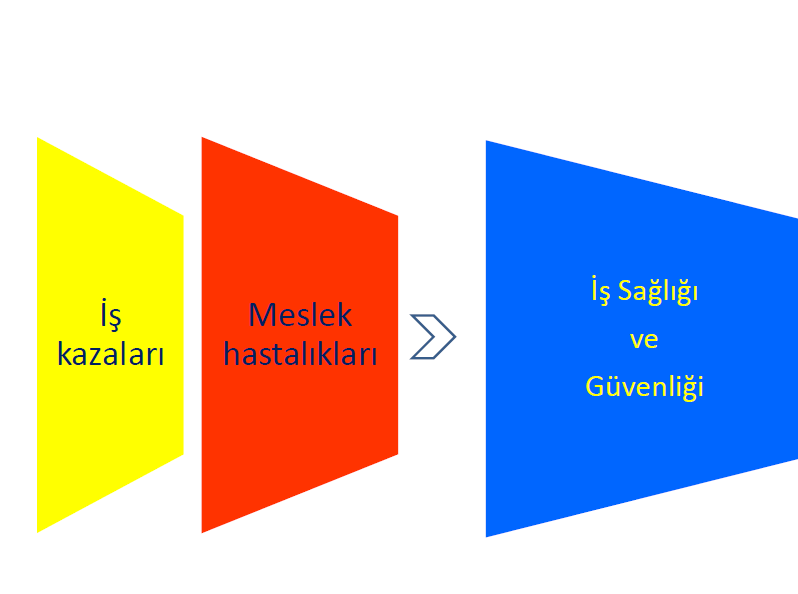 İş
kazaları
Meslek
hastalıkları
İş Sağlığı
ve
Güvenliği